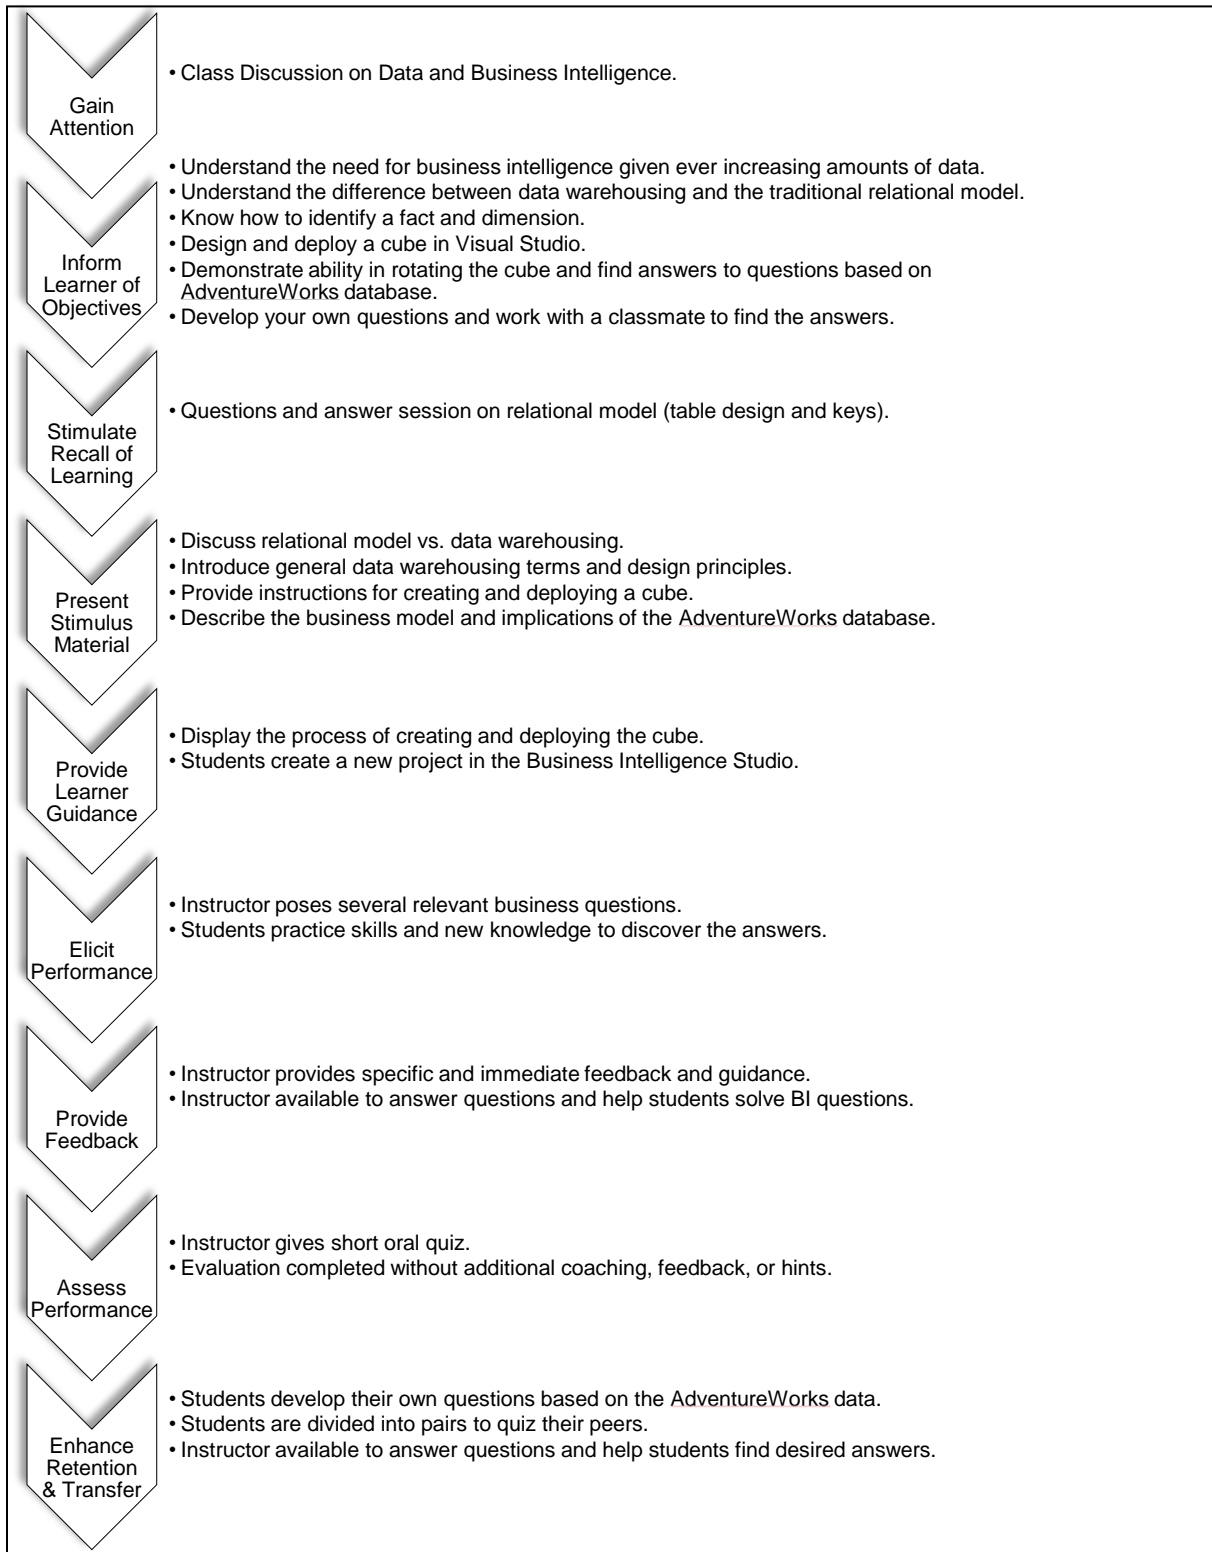 Gain
Attention
• Class Discussion on Data and Business Intelligence.
Inform
Learner of
Objectives
• Understand the need for business intelligence given ever increasing amounts of data.
• Understand the difference between data warehousing and the traditional relational model.
• Know how to identify a fact and dimension.
• Design and deploy a cube in Visual Studio.
• Demonstrate ability in rotating the cube and find answers to questions based on
AdventureWorks database.
• Develop your own questions and work with a classmate to find the answers.
Stimulate
Recall of
Learning
• Questions and answer session on relational model (table design and keys).
Present
Stimulus
Material
• Discuss relational model vs. data warehousing.
• Introduce general data warehousing terms and design principles.
• Provide instructions for creating and deploying a cube.
• Describe the business model and implications of the AdventureWorks database.
Provide
Learner
Guidance
• Display the process of creating and deploying the cube.
• Students create a new project in the Business Intelligence Studio.
Elicit
Performance
• Instructor poses several relevant business questions.
• Students practice skills and new knowledge to discover the answers.
Provide
Feedback
• Instructor provides specific and immediate feedback and guidance.
• Instructor available to answer questions and help students solve BI questions.
Assess
Performance
• Instructor gives short oral quiz.
• Evaluation completed without additional coaching, feedback, or hints.
Enhance
Retention
& Transfer
• Students develop their own questions based on the AdventureWorks data.
• Students are divided into pairs to quiz their peers.
• Instructor available to answer questions and help students find desired answers.